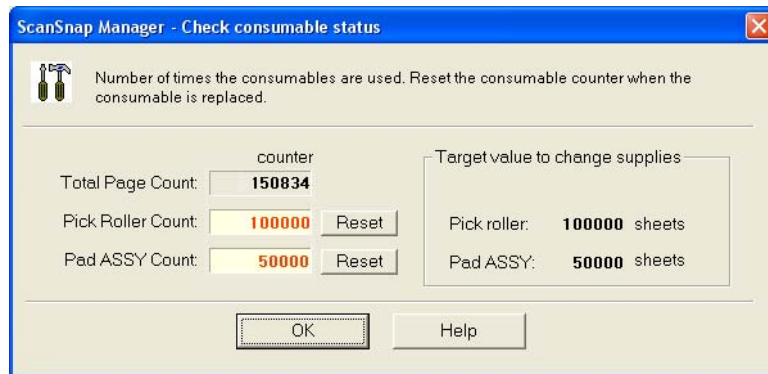 ScanSnap Manager - Check consumable status
Number of times the consumables are used. Reset the consumable counter when the
consumable is replaced.
counter
Total Page Count: 150834
Pick Roller Count: 100000 Reset
Pad ASSY Count: 50000 Reset
Target value to change supplies
Pick roller: 100000 sheets
Pad ASSY: 50000 sheets
OK Help